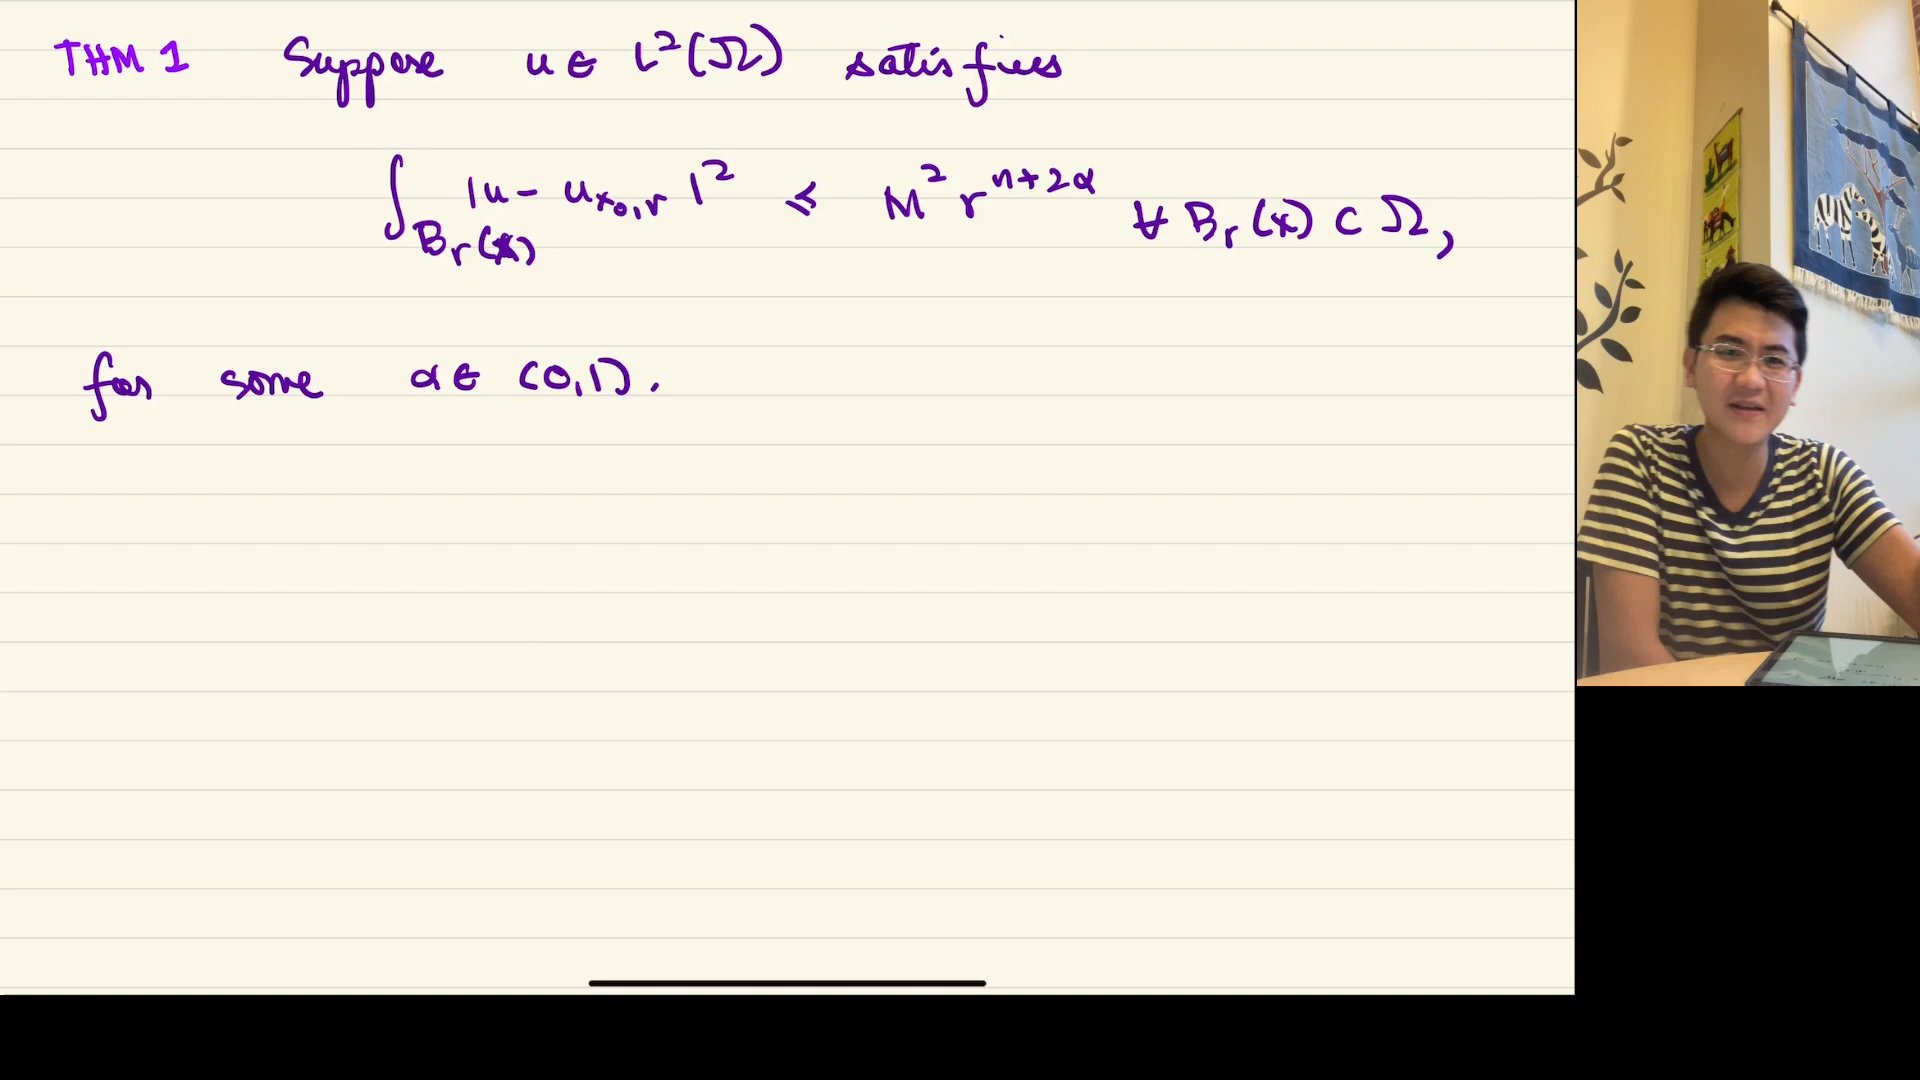 THM 1 Suppose u ∈ L²(Ω) satisfies
∫_{B_r(x)} |u - u_{x₀,r}|² ≤ M² r^{n+2α} ∀ B_r(x) ⊂ Ω,
for some α ∈ (0,1).